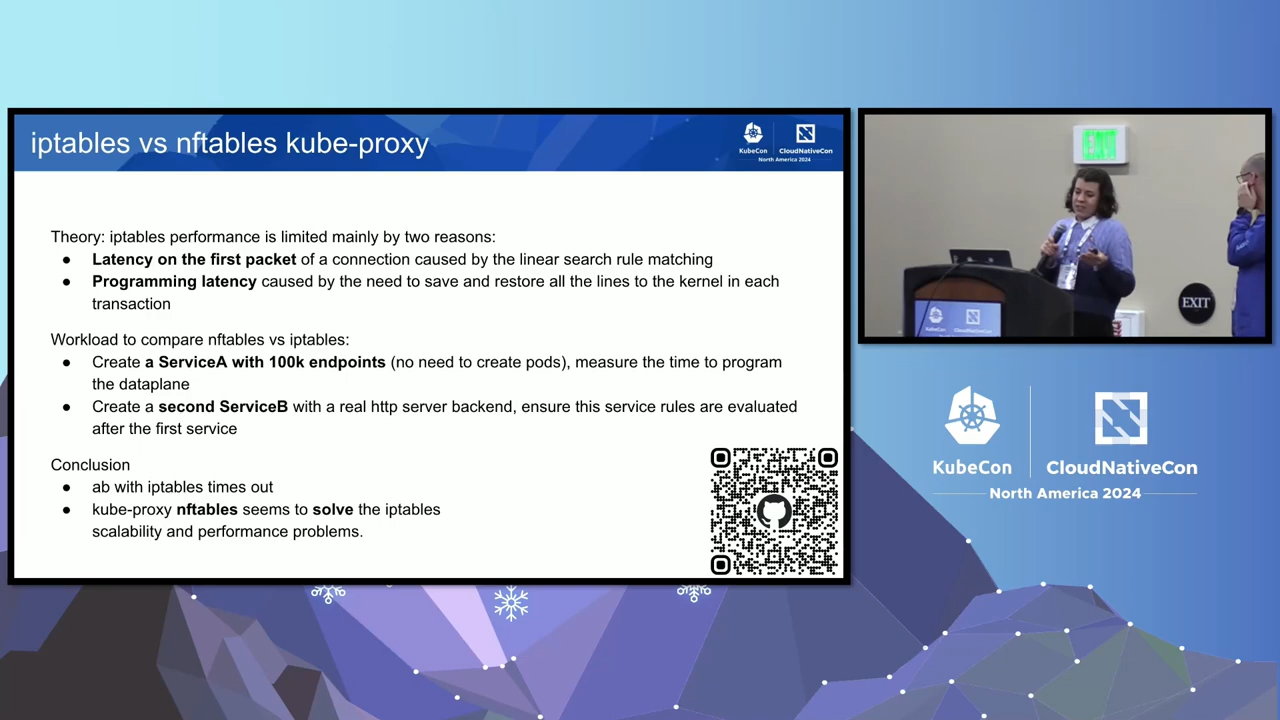 iptables vs nftables kube-proxy
KubeCon
CloudNativeCon
North America 2024
Theory: iptables performance is limited mainly by two reasons:
● Latency on the first packet of a connection caused by the linear search rule matching
● Programming latency caused by the need to save and restore all the lines to the kernel in each
transaction
Workload to compare nftables vs iptables:
● Create a ServiceA with 100k endpoints (no need to create pods), measure the time to program
the dataplane
● Create a second ServiceB with a real http server backend, ensure this service rules are evaluated
after the first service
Conclusion
● ab with iptables times out
● kube-proxy nftables seems to solve the iptables
scalability and performance problems.
EXIT
KubeCon
CloudNativeCon
North America 2024